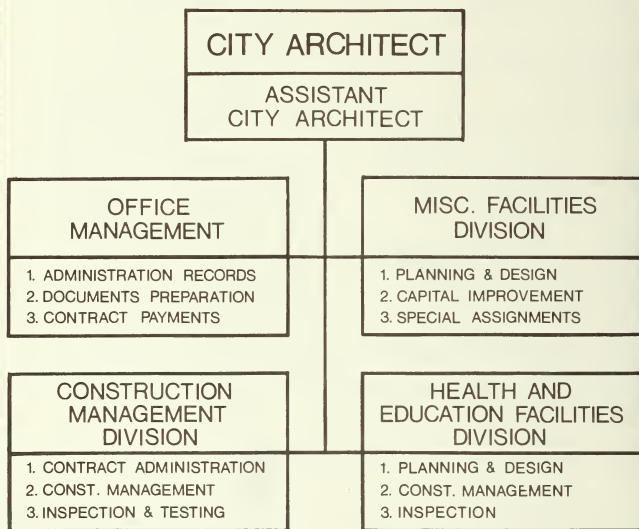 CITY ARCHITECT
ASSISTANT
CITY ARCHITECT
OFFICE
MANAGEMENT
1. ADMINISTRATION RECORDS
2. DOCUMENTS PREPARATION
3. CONTRACT PAYMENTS
MISC. FACILITIES
DIVISION
1. PLANNING & DESIGN
2. CAPITAL IMPROVEMENT
3. SPECIAL ASSIGNMENTS
CONSTRUCTION
MANAGEMENT
DIVISION
1. CONTRACT ADMINISTRATION
2. CONST. MANAGEMENT
3. INSPECTION & TESTING
HEALTH AND
EDUCATION FACILITIES
DIVISION
1. PLANNING & DESIGN
2. CONST. MANAGEMENT
3. INSPECTION